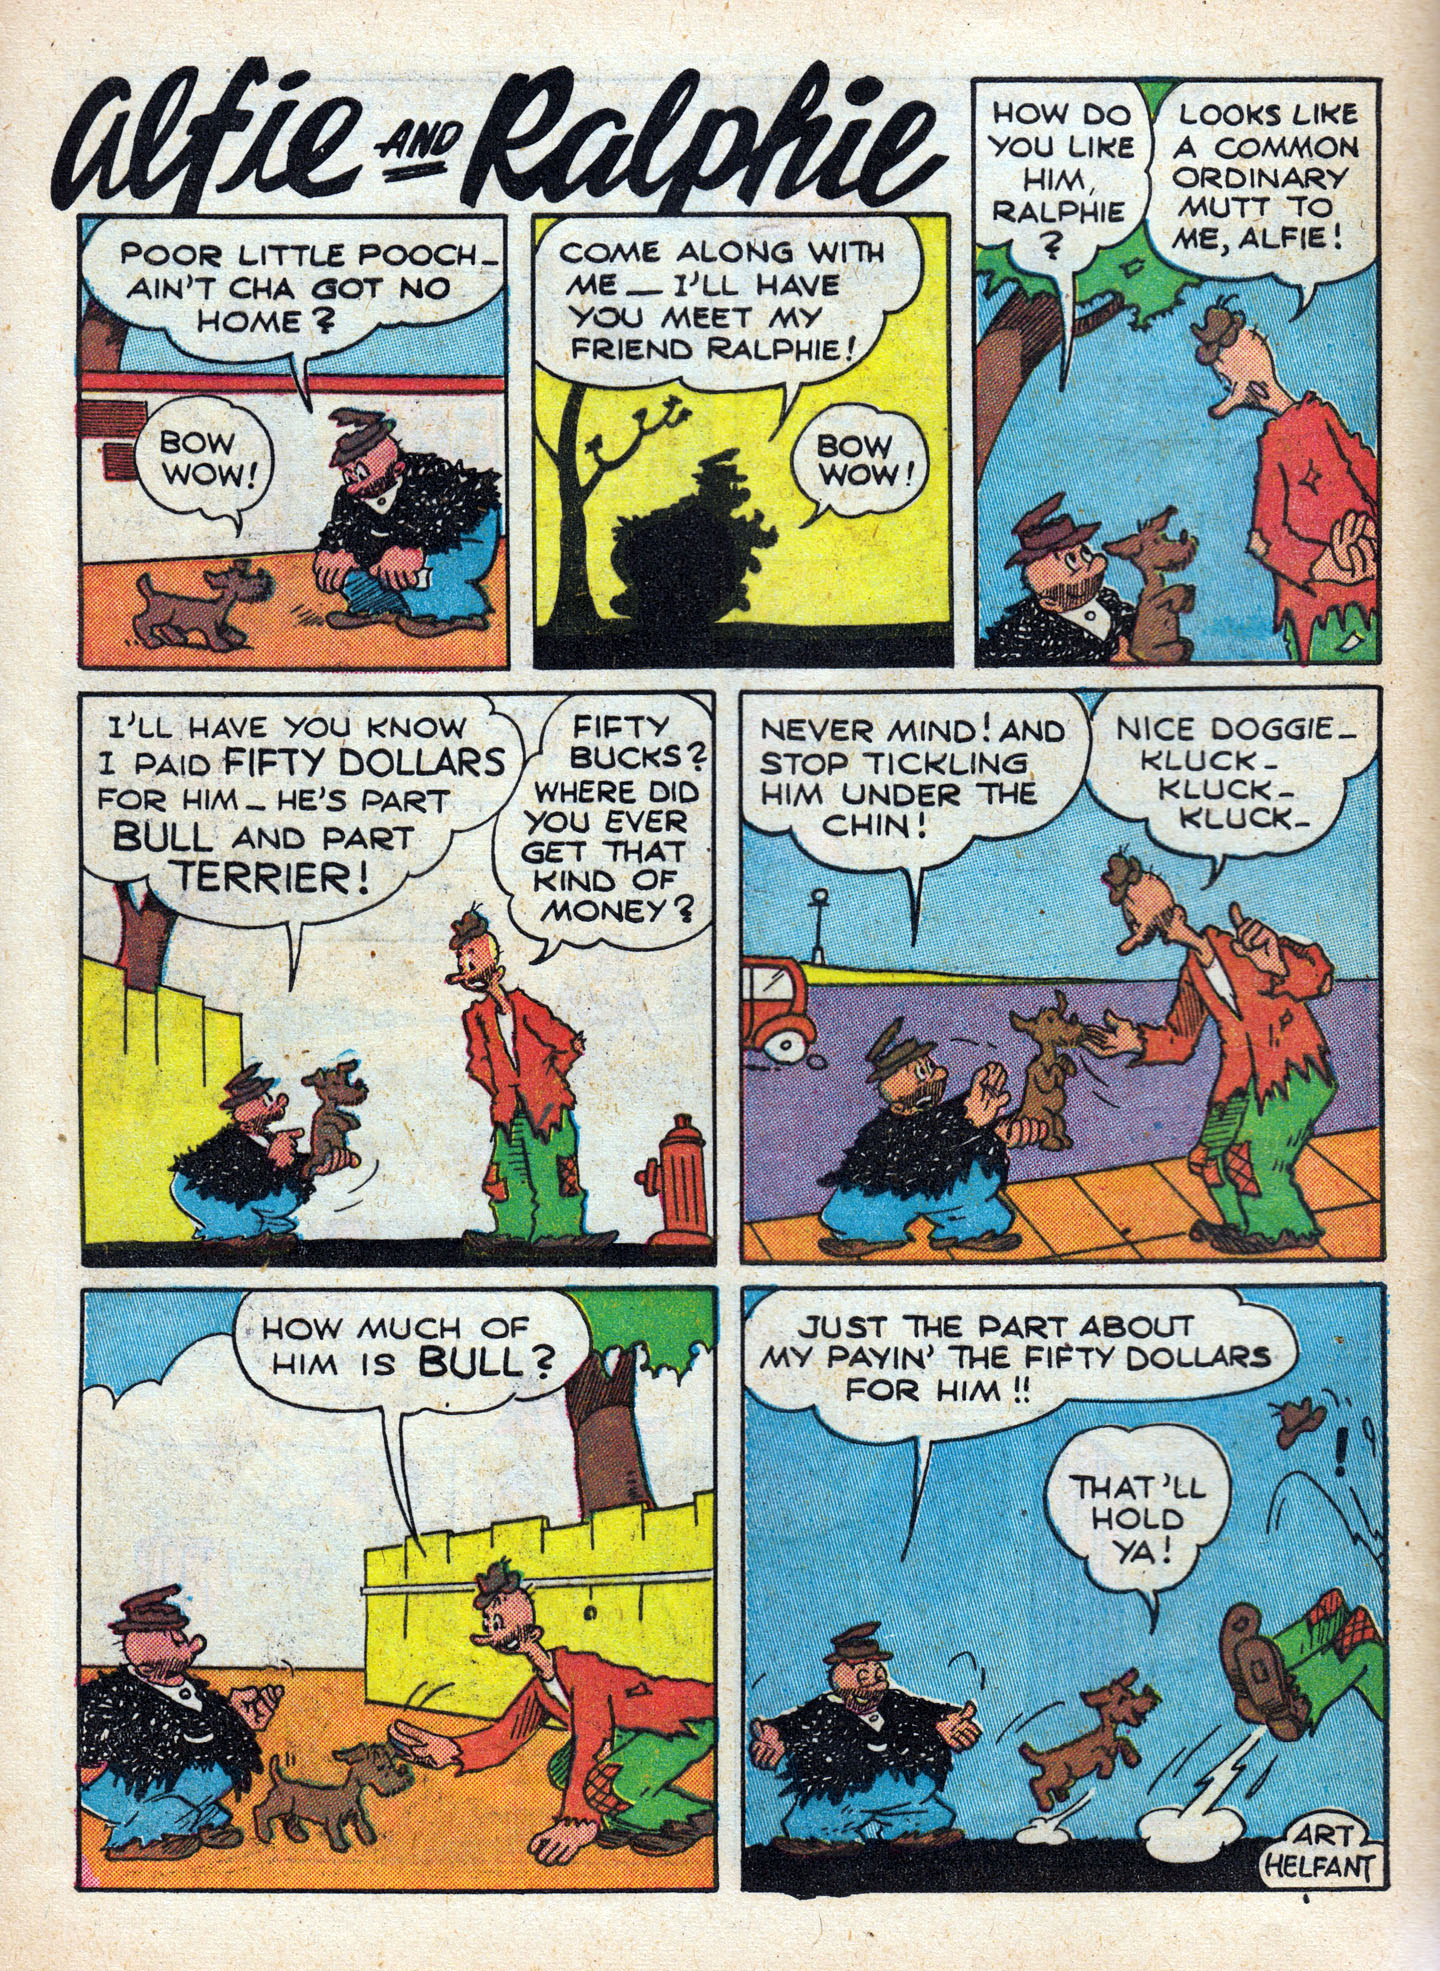 Alfie AND Ralphie
POOR LITTLE POOCH—
AIN'T CHA GOT NO
HOME?
BOW
WOW!
COME ALONG WITH
ME — I'LL HAVE
YOU MEET MY
FRIEND RALPHIE!
BOW
WOW!
HOW DO
YOU LIKE
HIM,
RALPHIE
?
LOOKS LIKE
A COMMON
ORDINARY
MUTT TO
ME, ALFIE!
I'LL HAVE YOU KNOW
I PAID FIFTY DOLLARS
FOR HIM — HE'S PART
BULL AND PART
TERRIER!
FIFTY
BUCKS?
WHERE DID
YOU EVER
GET THAT
KIND OF
MONEY?
NEVER MIND! AND
STOP TICKLING
HIM UNDER THE
CHIN!
NICE DOGGIE—
KLUCK—
KLUCK—
KLUCK—
HOW MUCH OF
HIM IS BULL?
JUST THE PART ABOUT
MY PAYIN' THE FIFTY DOLLARS
FOR HIM!!
THAT'LL
HOLD
YA!
!
ART
HELFANT